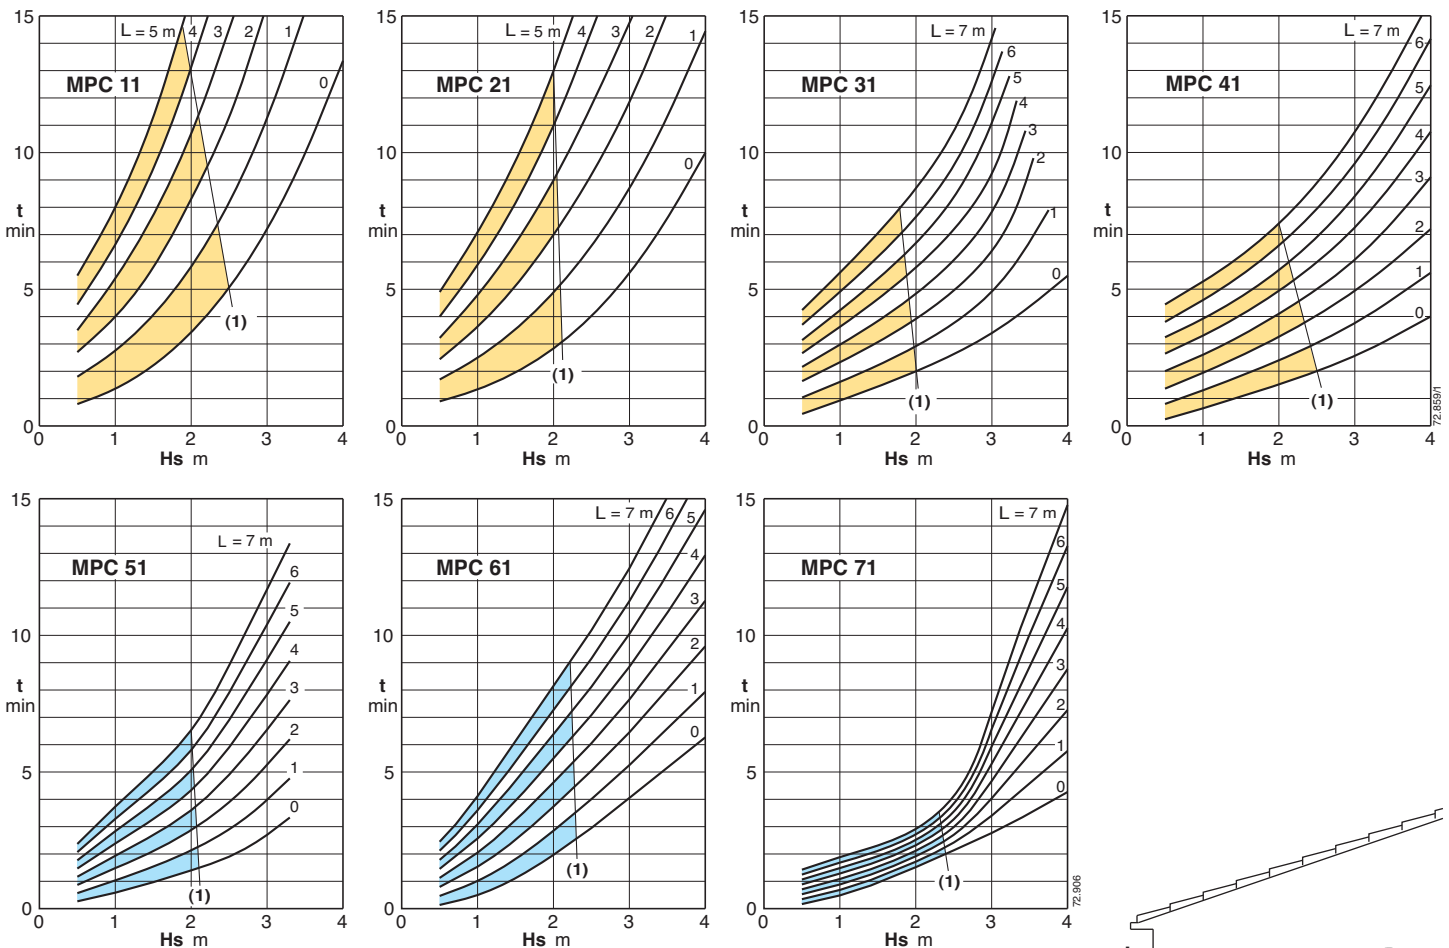 15 L = 5 m 4 3 2 1
0
MPC 11
10
t
min
5
(1)
0 0 1 2 3 4
Hs m
15 L = 5 m 4 3 2 1
MPC 21
10 0
t
min
5
(1)
0 0 1 2 3 4
Hs m
15 L = 7 m
6
MPC 31 5
4
3
10 2
t
min 1
5 0
(1)
0 0 1 2 3 4
Hs m
15 L = 7 m 6
MPC 41 5
4
10 3
t
min 2
1
5 0
(1)
0 0 1 2 3 4
Hs m
72.859/1
15
L = 7 m
MPC 51 6
5
10 4
t 3
min 2
5 1
0
(1)
0 0 1 2 3 4
Hs m
15 L = 7 m 6 5
MPC 61 4
3
10 2
t 1
min 0
5
(1)
0 0 1 2 3 4
Hs m
15 L = 7 m
MPC 71 6
5
10 4
t 3
min 2
5 1
0
(1)
0 0 1 2 3 4
Hs m
72.906